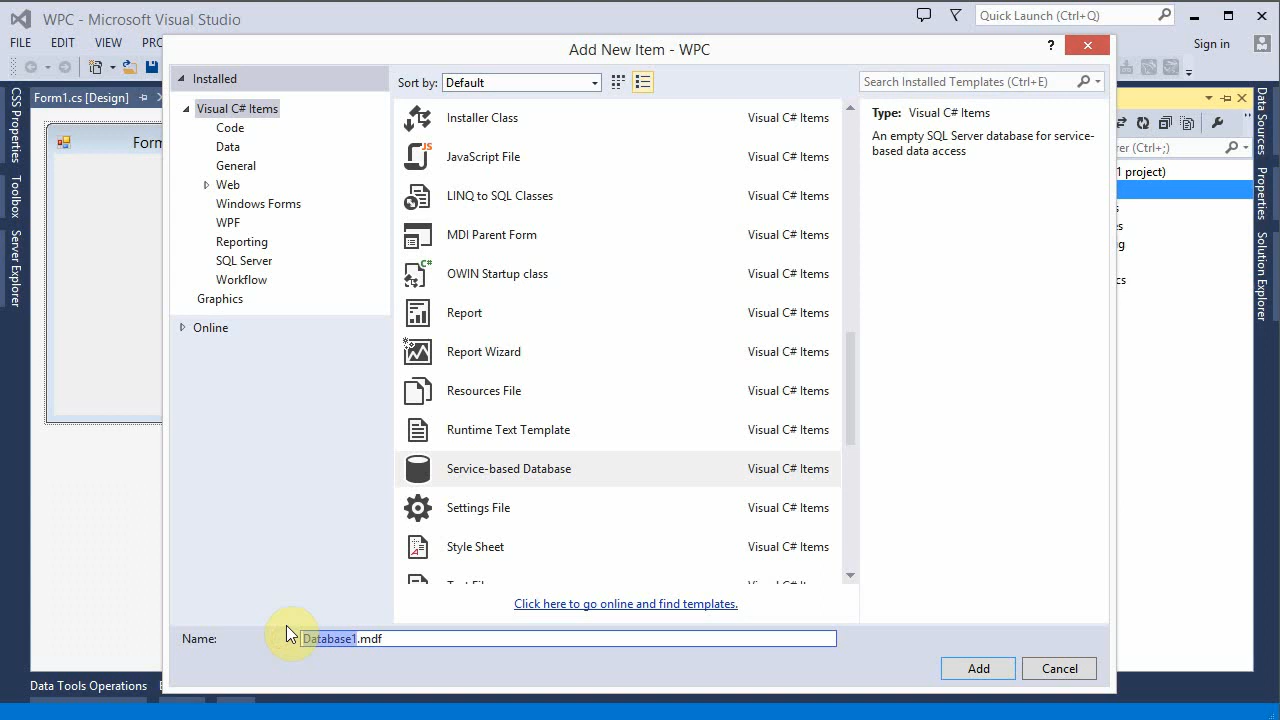 WPC - Microsoft Visual Studio
Quick Launch (Ctrl+Q)
FILE EDIT VIEW
Sign in
Add New Item - WPC
?
Form1.cs [Design]
CSS Properties
Toolbox
Server Explorer
Installed
Sort by: Default
Search Installed Templates (Ctrl+E)
Visual C# Items
Code
Data
General
Web
Windows Forms
WPF
Reporting
SQL Server
Workflow
Graphics
Online
Installer Class Visual C# Items
JavaScript File Visual C# Items
LINQ to SQL Classes Visual C# Items
MDI Parent Form Visual C# Items
OWIN Startup class Visual C# Items
Report Visual C# Items
Report Wizard Visual C# Items
Resources File Visual C# Items
Runtime Text Template Visual C# Items
Service-based Database Visual C# Items
Settings File Visual C# Items
Style Sheet Visual C# Items
Click here to go online and find templates.
Type: Visual C# Items
An empty SQL Server database for service-
based data access
Name: Database1.mdf
Add Cancel
(Ctrl+;)
1 project)
Data Sources
Properties
Solution Explorer
Data Tools Operations